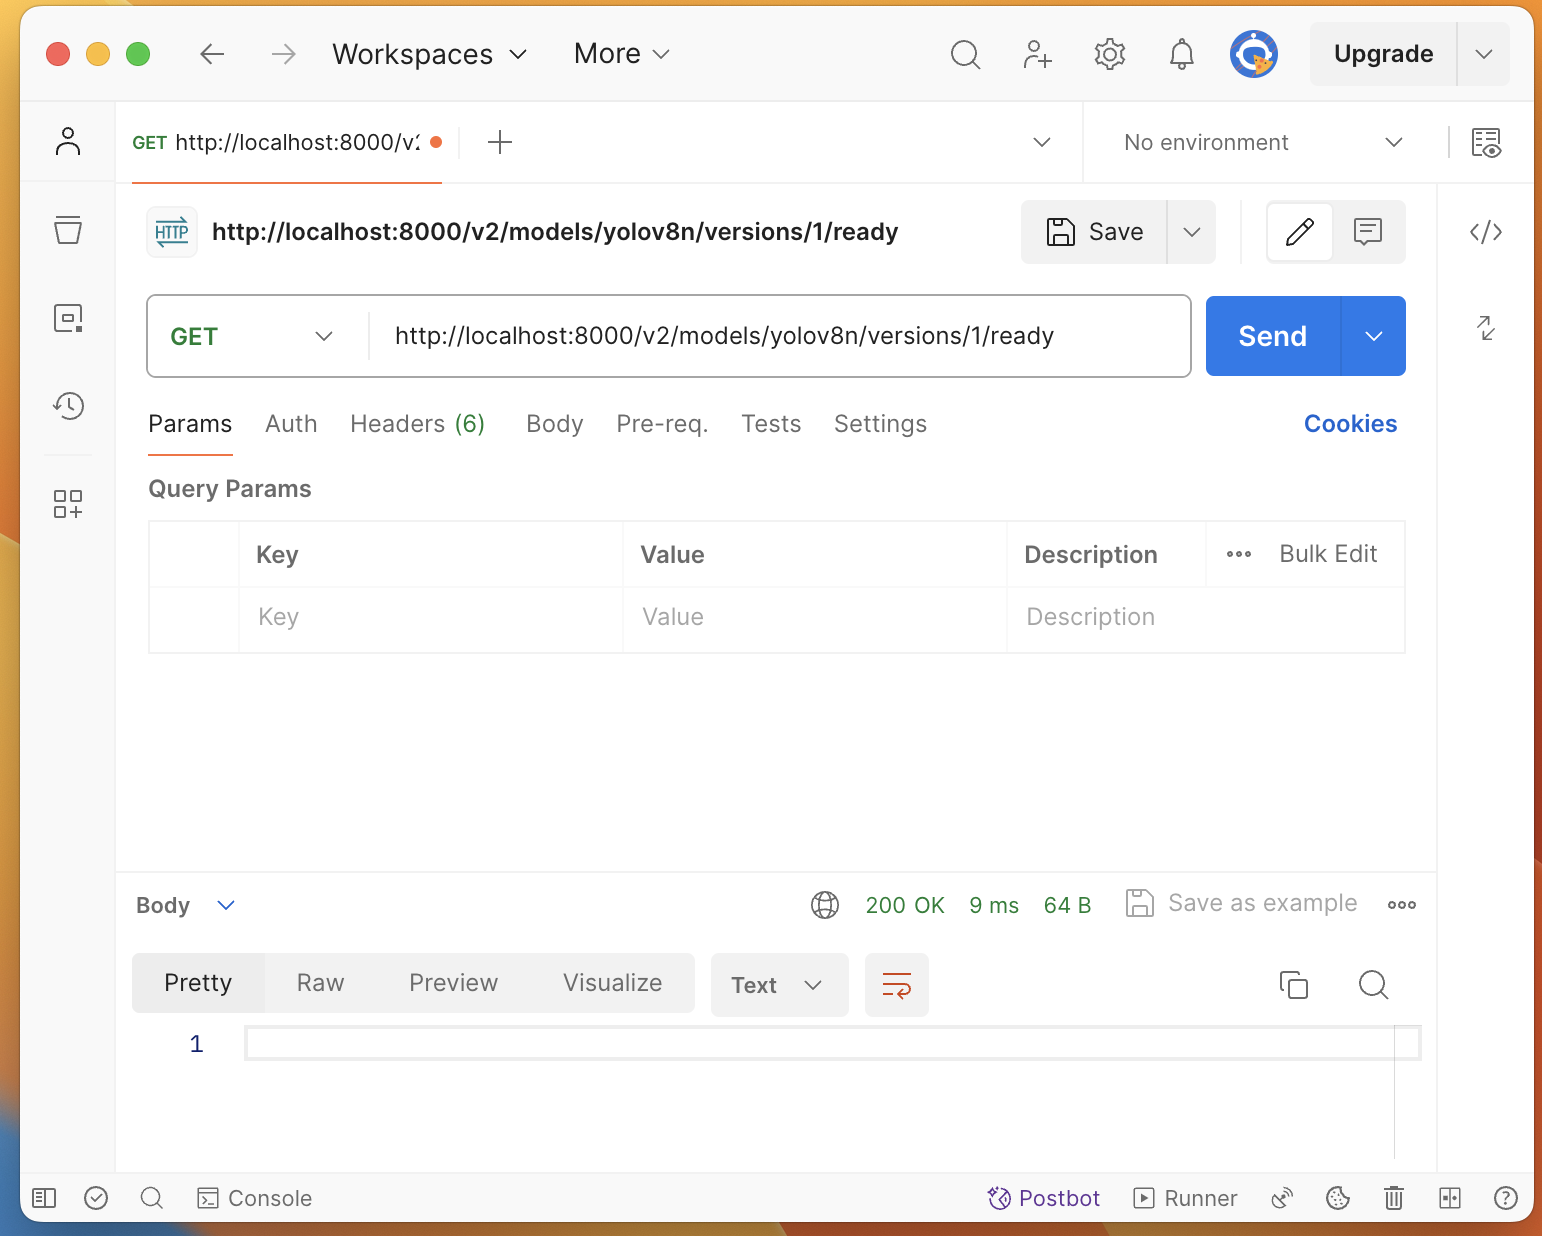 Workspaces More Upgrade
GET http://localhost:8000/v2 No environment
HTTP http://localhost:8000/v2/models/yolov8n/versions/1/ready Save
GET http://localhost:8000/v2/models/yolov8n/versions/1/ready Send
Params Auth Headers (6) Body Pre-req. Tests Settings Cookies
Query Params
Key Value Description Bulk Edit
Key Value Description
Body 200 OK 9 ms 64 B Save as example
Pretty Raw Preview Visualize Text
1
Console Postbot Runner